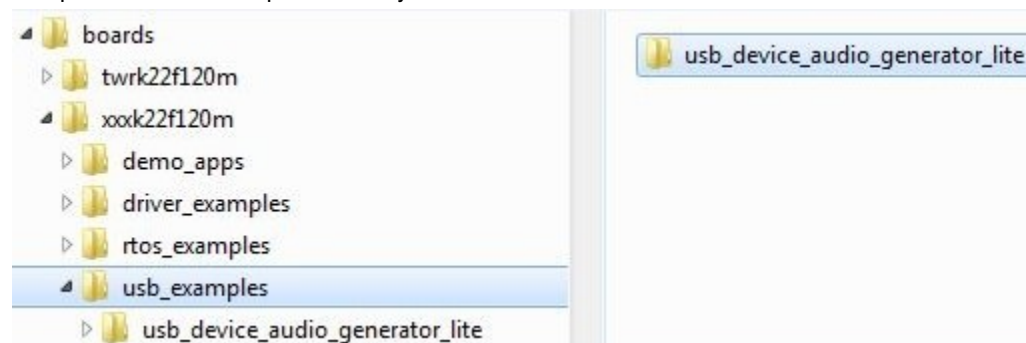 boards
twrk22f120m
xxxk22f120m
demo_apps
driver_examples
rtos_examples
usb_examples
usb_device_audio_generator_lite
usb_device_audio_generator_lite